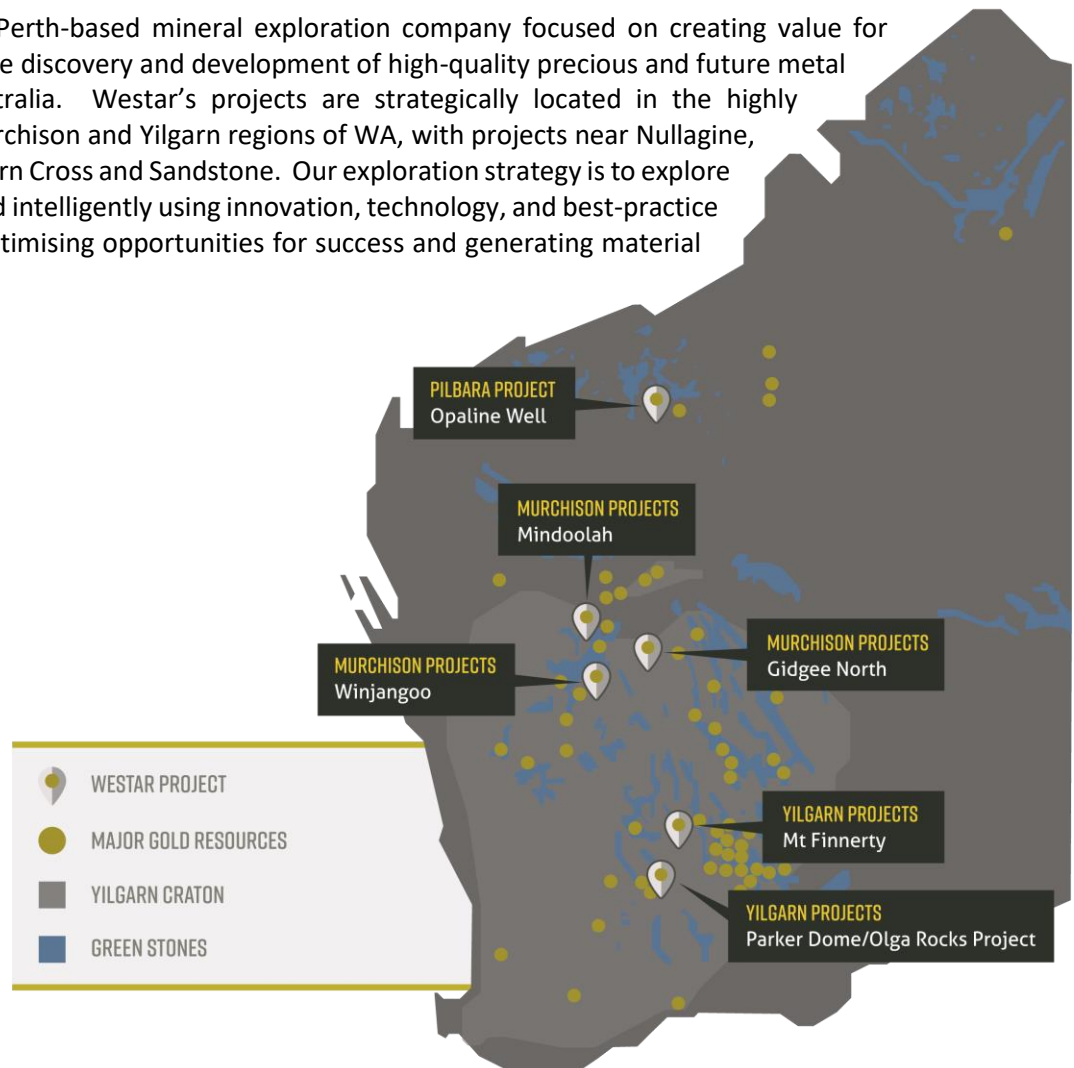 Perth-based mineral exploration company focused on creating value for
discovery and development of high-quality precious and future metal
Westar's projects are strategically located in the highly
and Yilgarn regions of WA, with projects near Nullagine,
Cross and Sandstone. Our exploration strategy is to explore
intelligently using innovation, technology, and best-practice
opportunities for success and generating material
PILBARA PROJECT
Opaline Well
MURCHISON PROJECTS
Mindoolah
MURCHISON PROJECTS
Gidgee North
MURCHISON PROJECTS
Winjangoo
WESTAR PROJECT
MAJOR GOLD RESOURCES
YILGARN CRATON
GREEN STONES
YILGARN PROJECTS
Mt Finnerty
YILGARN PROJECTS
Parker Dome/Olga Rocks Project